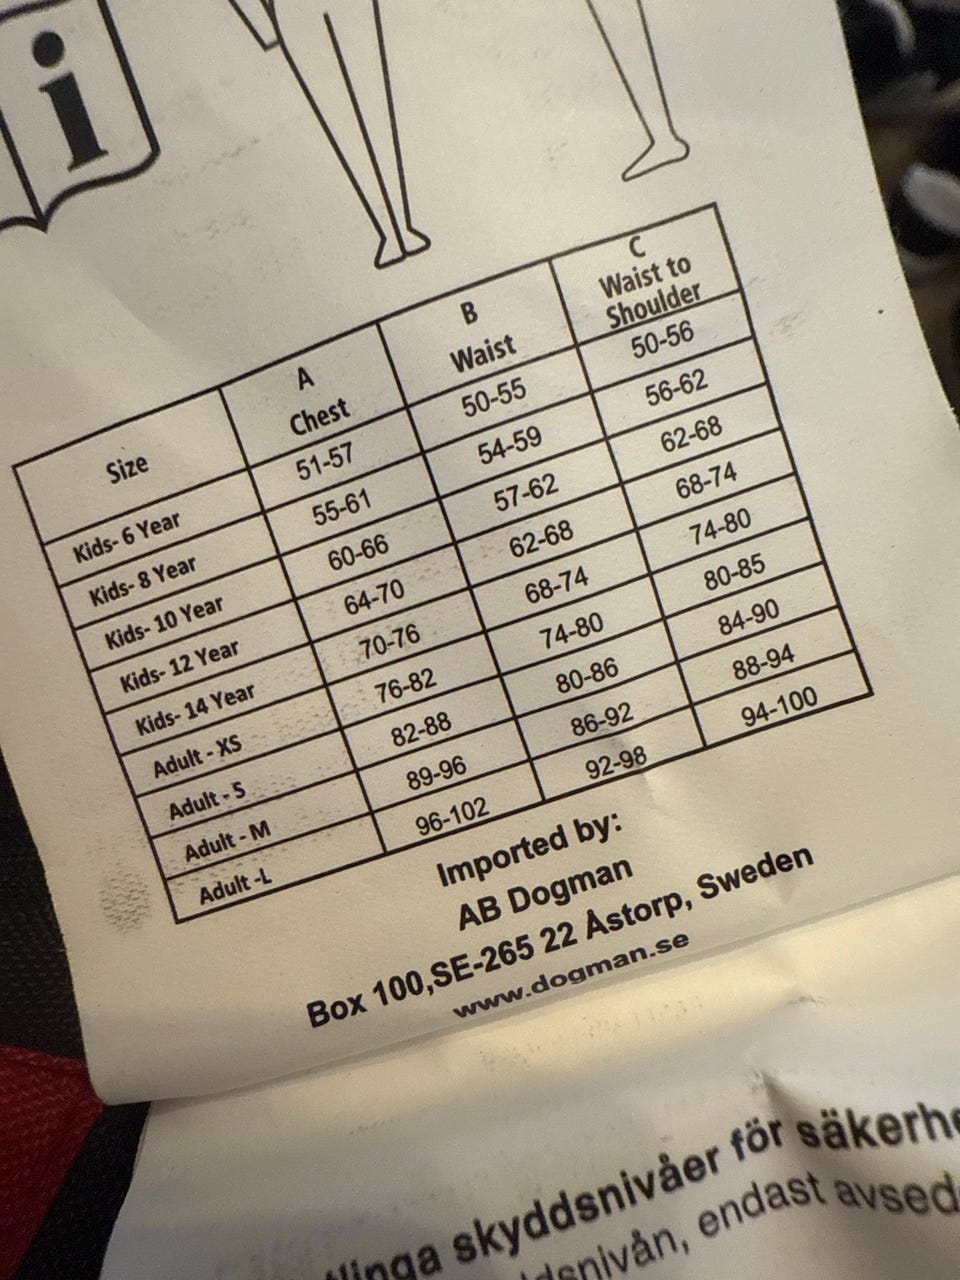 i
Size A Chest B Waist C Waist to Shoulder
Kids- 6 Year 51-57 50-55 50-56
Kids- 8 Year 55-61 54-59 56-62
Kids- 10 Year 60-66 57-62 62-68
Kids- 12 Year 64-70 62-68 68-74
Kids- 14 Year 70-76 68-74 74-80
Adult - XS 76-82 74-80 80-85
Adult - S 82-88 80-86 84-90
Adult - M 89-96 86-92 88-94
Adult -L 96-102 92-98 94-100
Imported by:
AB Dogman
Box 100,SE-265 22 Åstorp, Sweden
www.dogman.se
skyddsnivåer för
endast